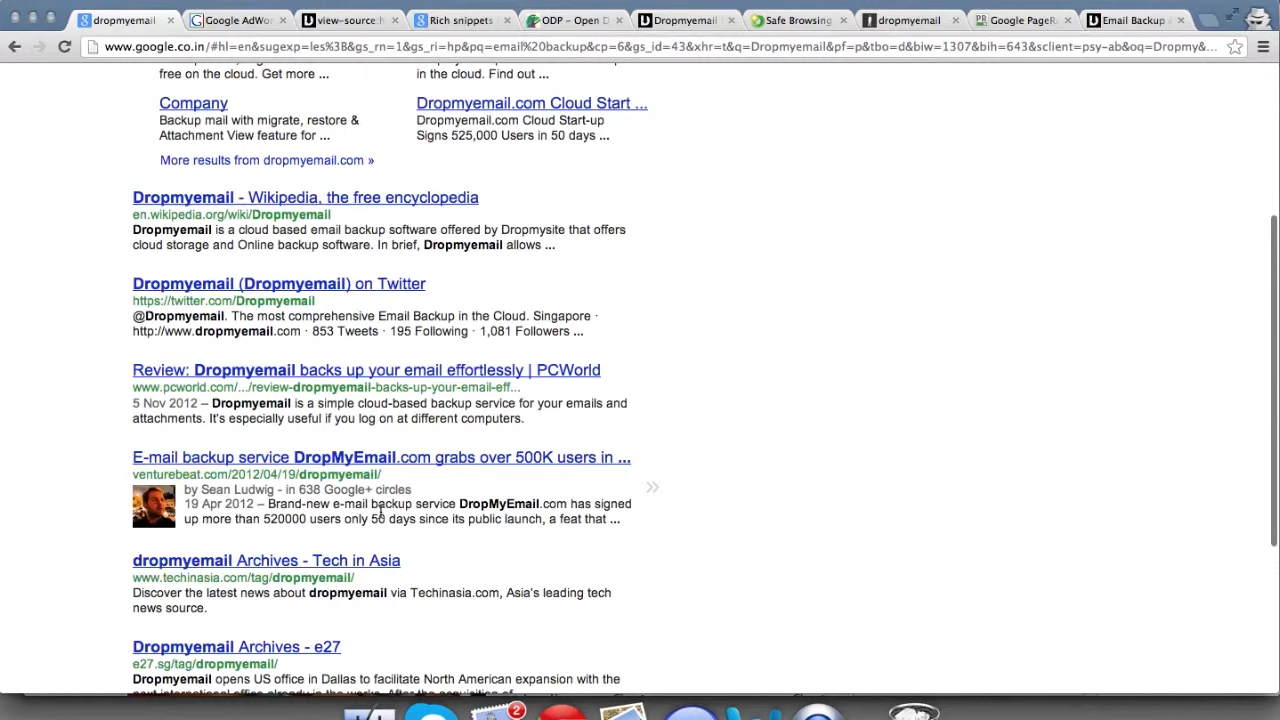 dropmyemail
Google AdWor
view-source:h
Rich snippets
ODP – Open D
Dropmyemail
Safe Browsing
dropmyemail
Google PageRa
Email Backup &
www.google.co.in/#hl=en&sugexp=les%3B&gs_rn=1&gs_ri=hp&pq=email%20backup&cp=6&gs_id=43&xhr=t&q=Dropmyemail&pf=p&tbo=d&biw=1307&bih=643&sclient=psy-ab&oq=Dropmy&...
free on the cloud. Get more ...
in the cloud. Find out ...
Company
Backup mail with migrate, restore &
Attachment View feature for ...
Dropmyemail.com Cloud Start ...
Dropmyemail.com Cloud Start-up
Signs 525,000 Users in 50 days ...
More results from dropmyemail.com »
Dropmyemail - Wikipedia, the free encyclopedia
en.wikipedia.org/wiki/Dropmyemail
Dropmyemail is a cloud based email backup software offered by Dropmysite that offers
cloud storage and Online backup software. In brief, Dropmyemail allows ...
Dropmyemail (Dropmyemail) on Twitter
https://twitter.com/Dropmyemail
@Dropmyemail. The most comprehensive Email Backup in the Cloud. Singapore ·
http://www.dropmyemail.com · 853 Tweets · 195 Following · 1,081 Followers ...
Review: Dropmyemail backs up your email effortlessly | PCWorld
www.pcworld.com/.../review-dropmyemail-backs-up-your-email-eff...
5 Nov 2012 – Dropmyemail is a simple cloud-based backup service for your emails and
attachments. It's especially useful if you log on at different computers.
E-mail backup service DropMyEmail.com grabs over 500K users in ...
venturebeat.com/2012/04/19/dropmyemail/
by Sean Ludwig - in 638 Google+ circles
19 Apr 2012 – Brand-new e-mail backup service DropMyEmail.com has signed
up more than 520000 users only 50 days since its public launch, a feat that ...
dropmyemail Archives - Tech in Asia
www.techinasia.com/tag/dropmyemail/
Discover the latest news about dropmyemail via Techinasia.com, Asia's leading tech
news source.
Dropmyemail Archives - e27
e27.sg/tag/dropmyemail/
Dropmyemail opens US office in Dallas to facilitate North American expansion with the
2